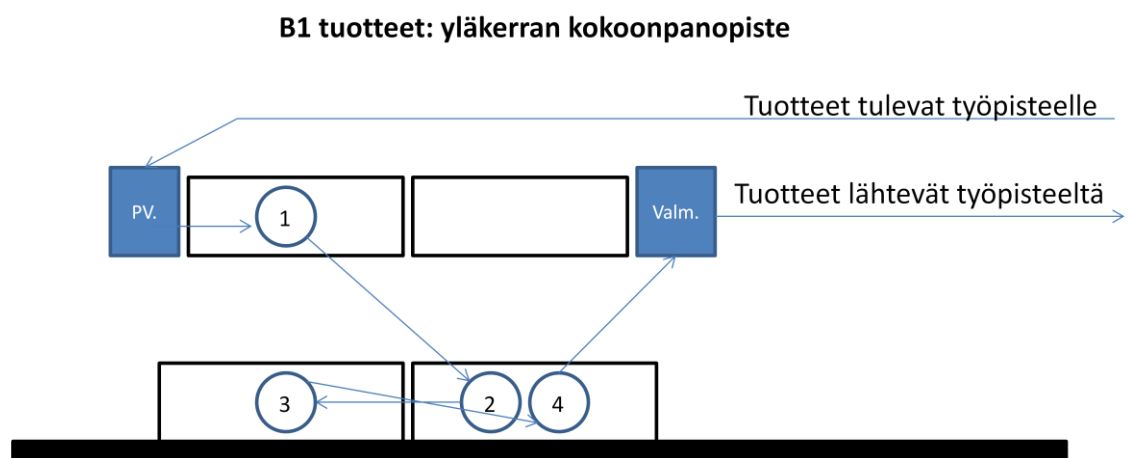 B1 tuotteet: yläkerran kokoonpanopiste
Tuotteet tulevat työpisteelle
PV.
1
Valm.
Tuotteet lähtevät työpisteeltä
3
2
4